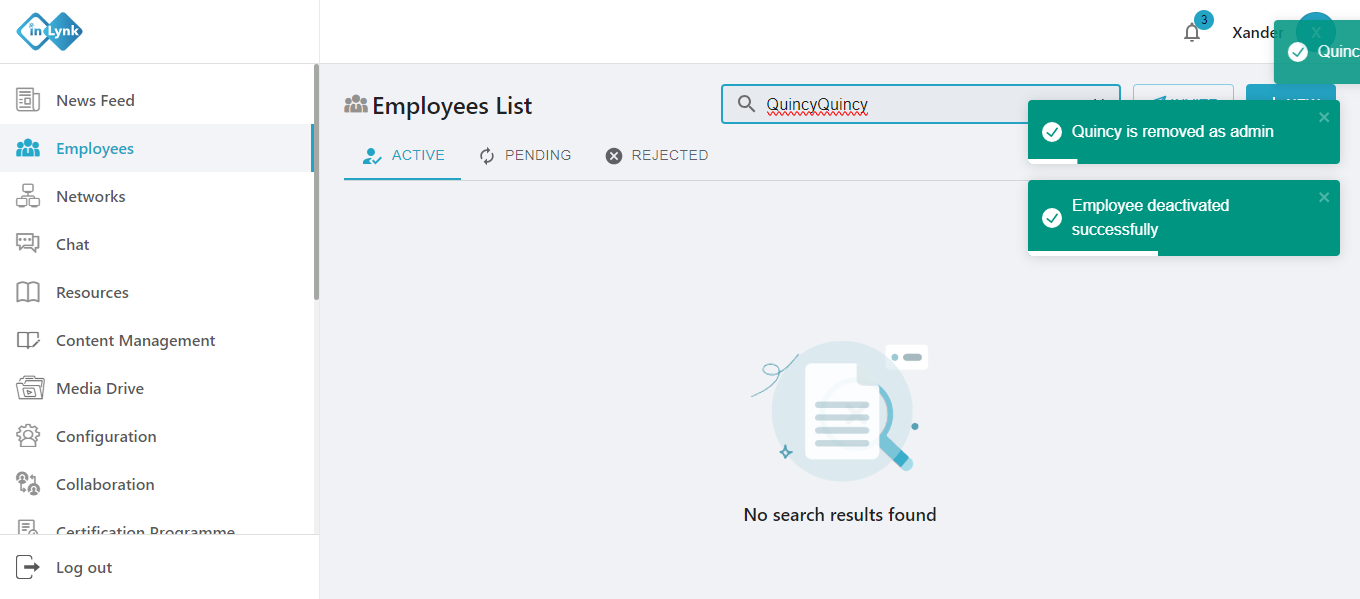 inLynk
3
Xander
X
Quinc
News Feed
Employees
Networks
Chat
Resources
Content Management
Media Drive
Configuration
Collaboration
Certification Programme
Log out
Employees List
QuincyQuincy
INVITE
NEW
ACTIVE
PENDING
REJECTED
Quincy is removed as admin
Employee deactivated
successfully
No search results found